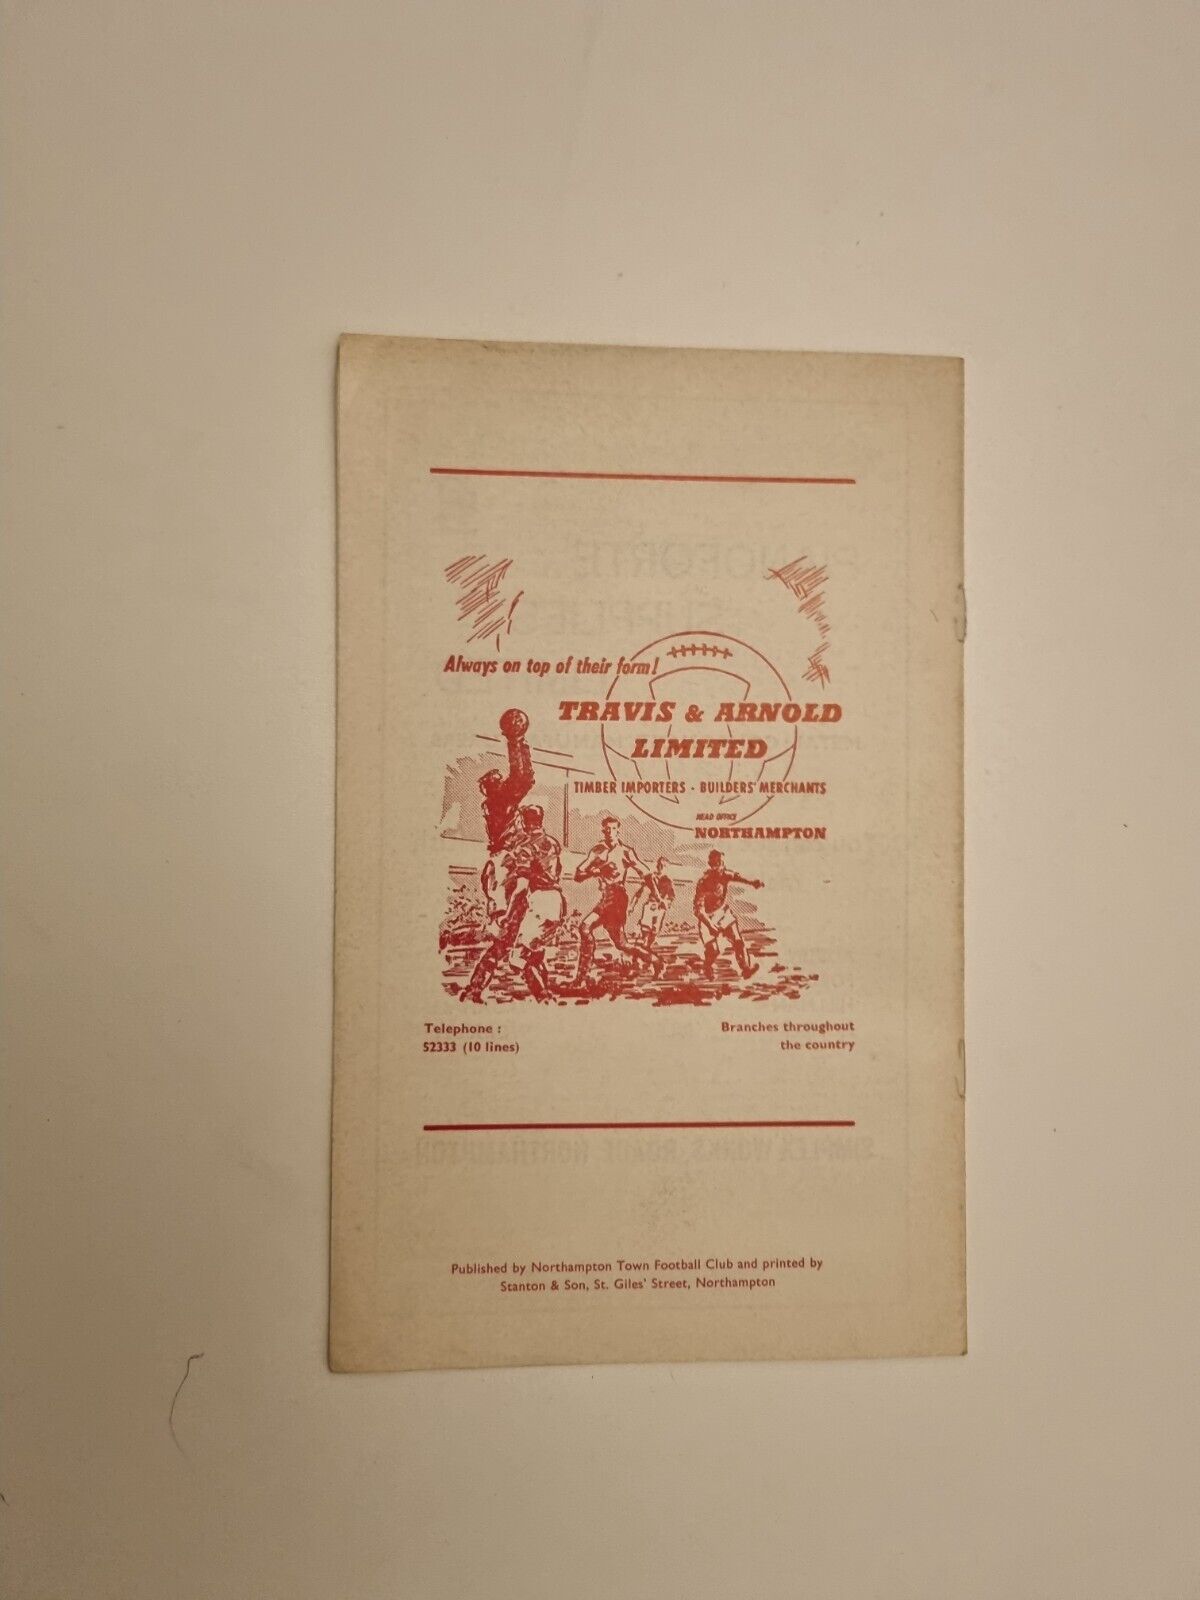 Always on top of their form!
TRAVIS & ARNOLD
LIMITED
TIMBER IMPORTERS - BUILDERS' MERCHANTS
HEAD OFFICE
NORTHAMPTON
Telephone :
52333 (10 lines)
Branches throughout
the country
Published by Northampton Town Football Club and printed by
Stanton & Son, St. Giles' Street, Northampton